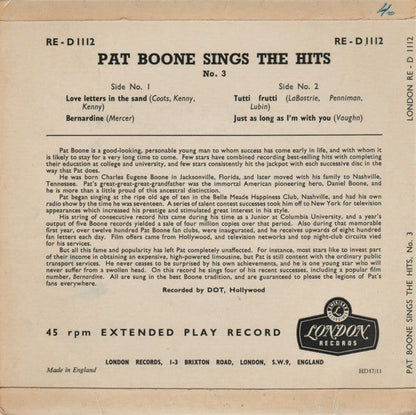 4o
RE - D 1112
RE - D 1112
PAT BOONE SINGS THE HITS
No. 3
Side No. 1
Love letters in the sand (Coots, Kenny,
Kenny)
Bernardine (Mercer)
Side No. 2
Tutti frutti (LaBostrie, Penniman,
Lubin)
Just as long as I'm with you (Vaughn)
Pat Boone is a good-looking, personable young man to whom success has come early in life, and with whom it
is likely to stay for a very long time to come. Few stars have combined recording best-selling hits with completing
their education at college and university, and few stars consistently hit the jackpot with each successive disc in the
way that Pat does.
He was born Charles Eugene Boone in Jacksonville, Florida, and later moved with his family to Nashville,
Tennessee. Pat's great-great-great-grandfather was the immortal American pioneering hero, Daniel Boone, and
he is more than a little proud of this ancestral distinction.
Pat began singing at the ripe old age of ten in the Belle Meade Happiness Club, Nashville, and had his own
radio show by the time he was seventeen. A series of talent contest successes took him off to New York for television
appearances which increased his prestige and stimulated great interest in his style.
His string of consecutive record hits came during his time as a Junior at Columbia University, and a year's
output of five Boone discs yielded a sale of four million copies over that period. Also during that memorable
first year, over twelve hundred Pat Boone fan clubs, were inaugurated, and he receives upwards of eight hundred
fan letters each day. Film offers came from Hollywood, and television networks and top night-club circuits vied
for his services.
But all this fame and popularity has left Pat completely unaffected. For instance, most stars like to invest part
of their income in obtaining an expensive, high-powered limousine, but Pat is still content with the ordinary public
transport services. He never ceases to be surprised by his own achievements, and he is one young star who will
never suffer from a swollen head. On this record he sings four of his recent successes, including a popular film
number, Bernardine. All are sung in the best Boone tradition, and are guaranteed to please the legions of Pat's
fans everywhere.
Recorded by DOT, Hollywood
45 rpm EXTENDED PLAY RECORD
AMERICAN
L
LONDON
RECORDS
LONDON RECORDS, 1-3 BRIXTON ROAD, LONDON, S.W.9, ENGLAND
Made in England
HD57/11
LONDON RE - D 1112
PAT BOONE SINGS THE HITS, No. 3